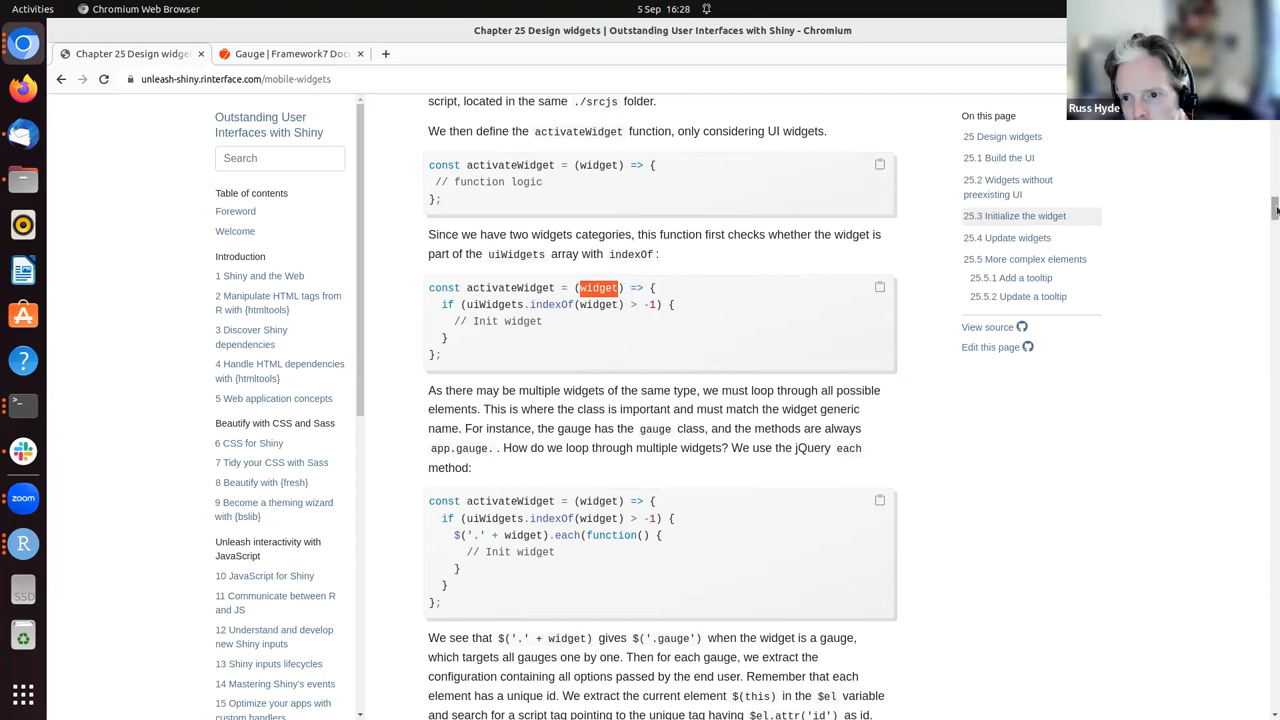 Activities
Chromium Web Browser
5 Sep 16:28
Chapter 25 Design widgets | Outstanding User Interfaces with Shiny - Chromium
Chapter 25 Design widge
Gauge | Framework7 Doc
unleash-shiny.rinterface.com/mobile-widgets
Russ Hyde
Outstanding User
Interfaces with Shiny
Search
Table of contents
Foreword
Welcome
Introduction
1 Shiny and the Web
2 Manipulate HTML tags from
R with {htmltools}
3 Discover Shiny
dependencies
4 Handle HTML dependencies
with {htmltools}
5 Web application concepts
Beautify with CSS and Sass
6 CSS for Shiny
7 Tidy your CSS with Sass
8 Beautify with {fresh}
9 Become a theming wizard
with {bslib}
Unleash interactivity with
JavaScript
10 JavaScript for Shiny
11 Communicate between R
and JS
12 Understand and develop
new Shiny inputs
13 Shiny inputs lifecycles
14 Mastering Shiny's events
15 Optimize your apps with
custom handlers
script, located in the same ./srcjs folder.
We then define the activateWidget function, only considering UI widgets.
const activateWidget = (widget) => {
// function logic
};
Since we have two widgets categories, this function first checks whether the widget is
part of the uiWidgets array with indexOf:
const activateWidget = (widget) => {
if (uiWidgets.indexOf(widget) > -1) {
// Init widget
}
};
As there may be multiple widgets of the same type, we must loop through all possible
elements. This is where the class is important and must match the widget generic
name. For instance, the gauge has the gauge class, and the methods are always
app.gauge. . How do we loop through multiple widgets? We use the jQuery each
method:
const activateWidget = (widget) => {
if (uiWidgets.indexOf(widget) > -1) {
$('.' + widget).each(function() {
// Init widget
}
}
};
We see that $('.' + widget) gives $('.gauge') when the widget is a gauge,
which targets all gauges one by one. Then for each gauge, we extract the
configuration containing all options passed by the end user. Remember that each
element has a unique id. We extract the current element $(this) in the $el variable
and search for a script tag pointing to the unique tag having $el.attr('id') as id.
On this page
25 Design widgets
25.1 Build the UI
25.2 Widgets without
preexisting UI
25.3 Initialize the widget
25.4 Update widgets
25.5 More complex elements
25.5.1 Add a tooltip
25.5.2 Update a tooltip
View source
Edit this page
zoom
R
SSD